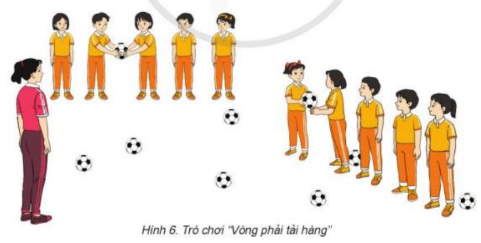 Hình 6. Trò chơi "Vòng phải tải hàng"